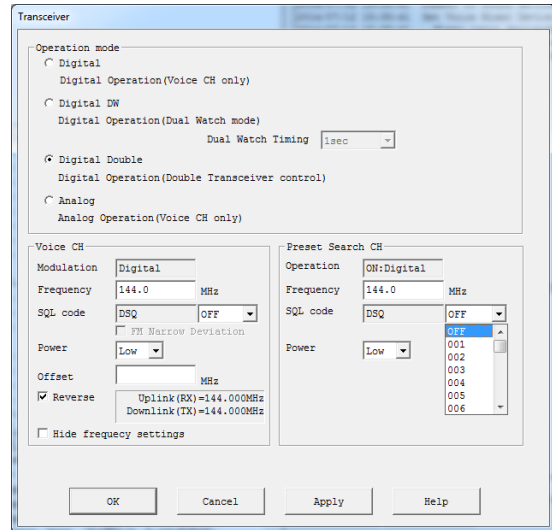 Transceiver
Operation mode
Digital
Digital Operation(Voice CH only)
Digital DW
Digital Operation(Dual Watch mode)
Dual Watch Timing 1sec
Digital Double
Digital Operation(Double Transceiver control)
Analog
Analog Operation(Voice CH only)
Voice CH
Modulation Digital
Frequency 144.0 MHz
SQL code DSQ OFF
FM Narrow Deviation
Power Low
Offset MHz
Reverse Uplink(RX)=144.000MHz
Downlink(TX)=144.000MHz
Hide frequecy settings
Preset Search CH
Operation ON:Digital
Frequency 144.0 MHz
SQL code DSQ OFF
OFF
001
002
003
004
005
006
Power Low
OK Cancel Apply Help